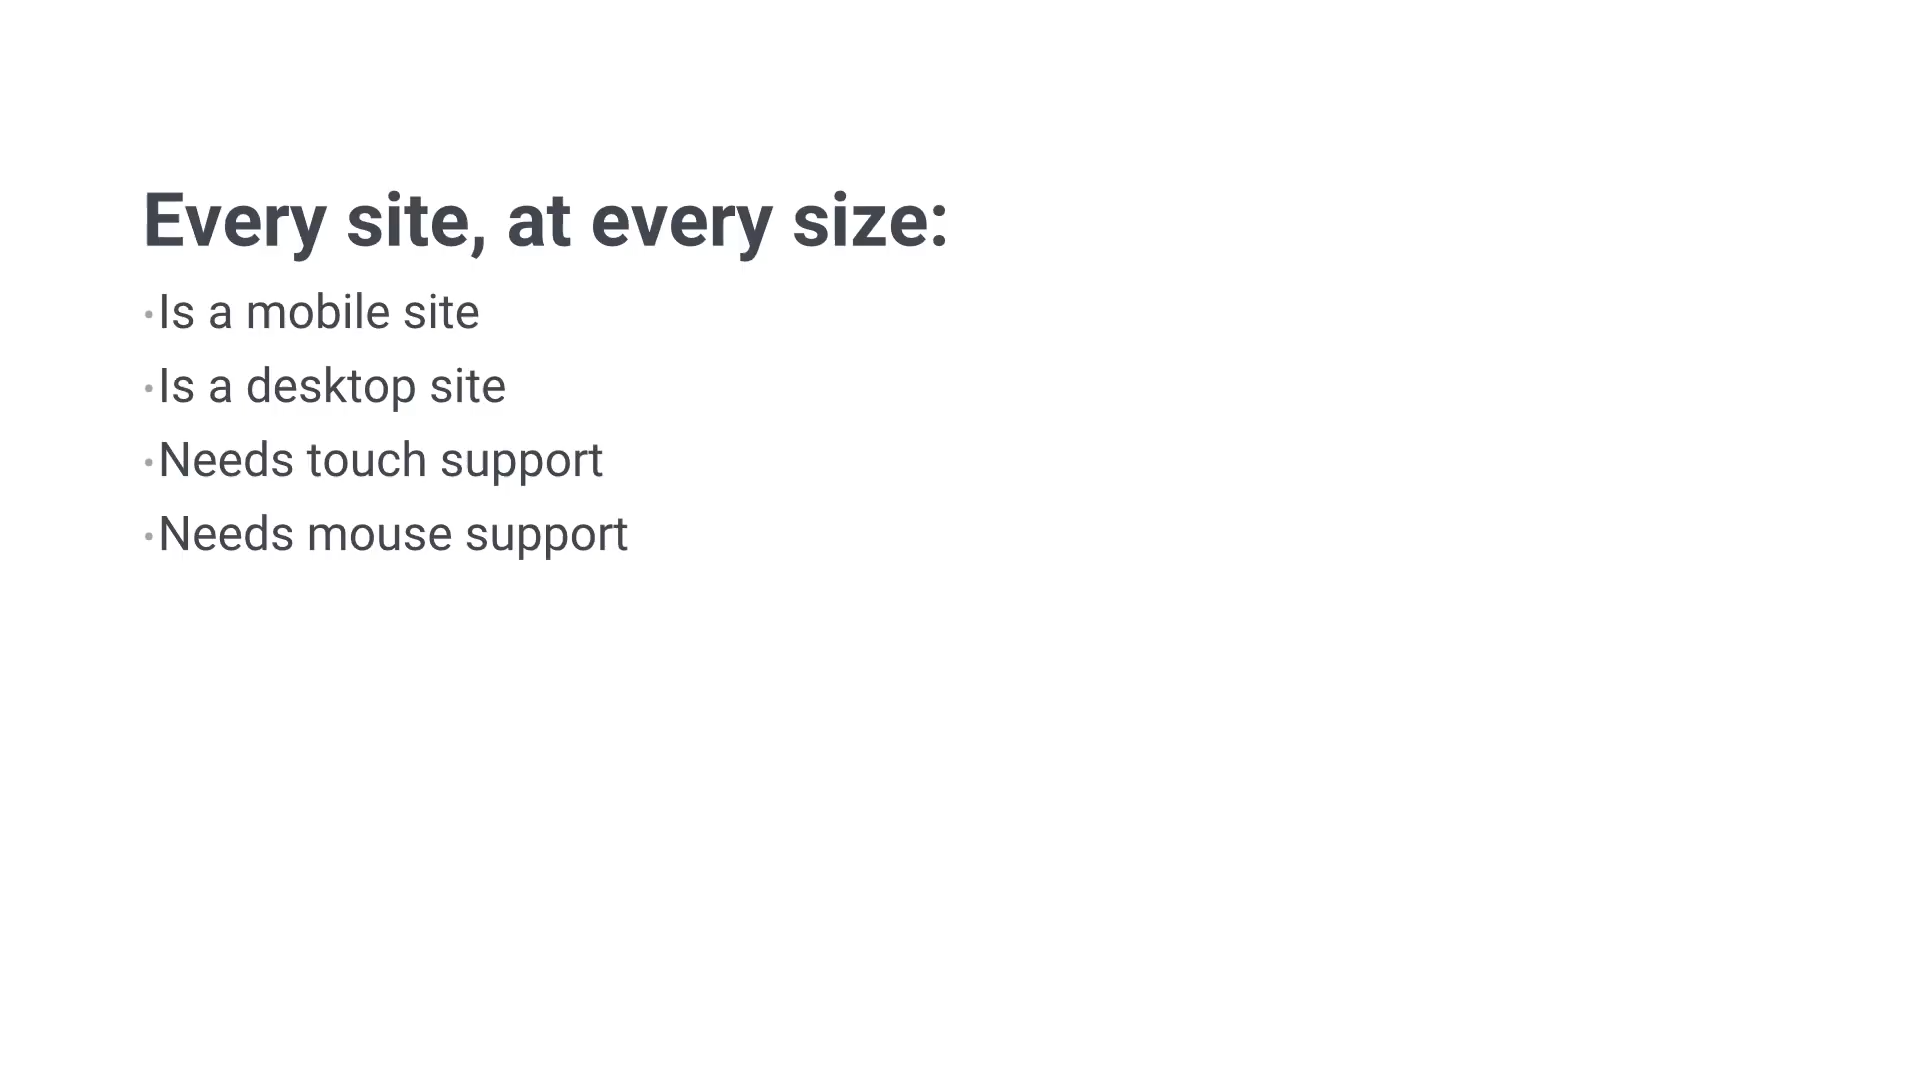 Every site, at every size:
•Is a mobile site
•Is a desktop site
•Needs touch support
•Needs mouse support